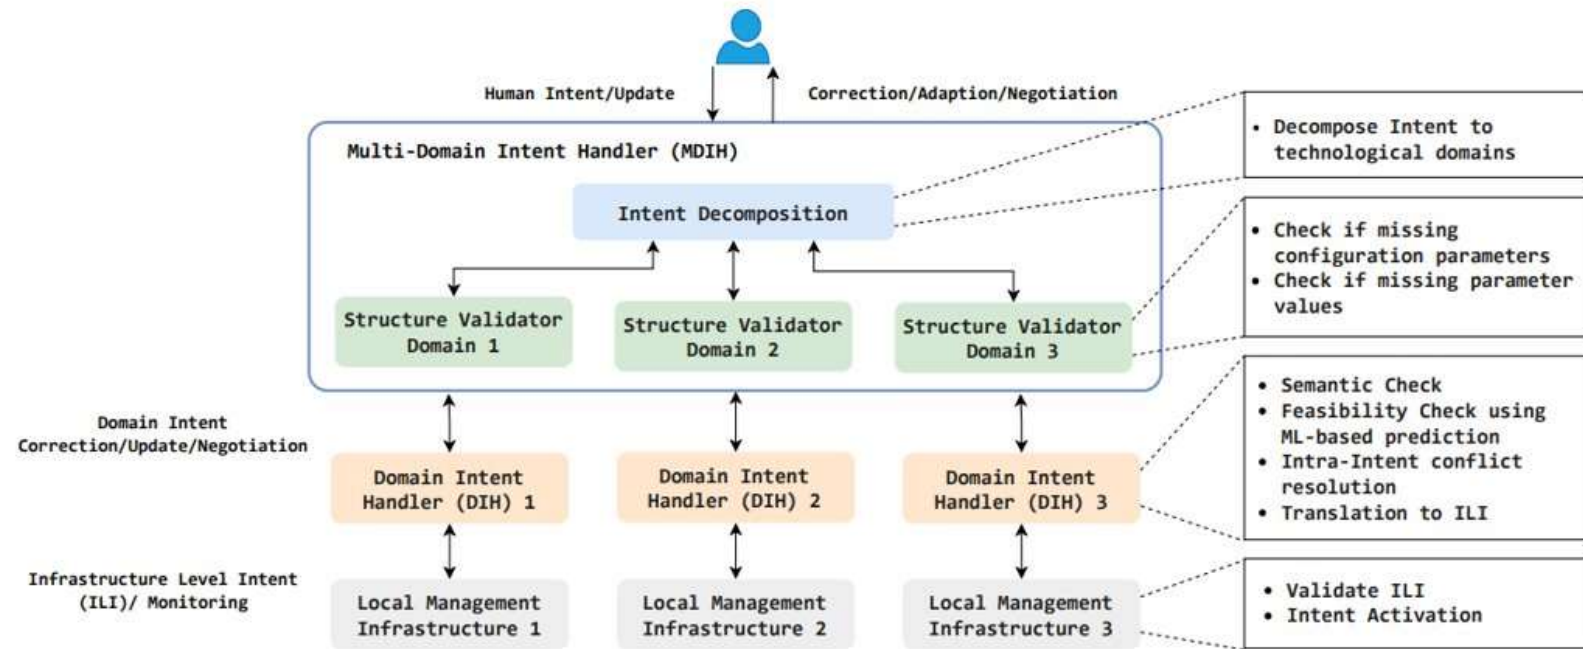 Human Intent/Update
Correction/Adaption/Negotiation
Multi-Domain Intent Handler (MDIH)
Intent Decomposition
Structure Validator
Domain 1
Structure Validator
Domain 2
Structure Validator
Domain 3
Domain Intent
Correction/Update/Negotiation
Domain Intent
Handler (DIH) 1
Domain Intent
Handler (DIH) 2
Domain Intent
Handler (DIH) 3
Infrastructure Level Intent
(ILI)/ Monitoring
Local Management
Infrastructure 1
Local Management
Infrastructure 2
Local Management
Infrastructure 3
• Decompose Intent to
technological domains
• Check if missing
configuration parameters
• Check if missing parameter
values
• Semantic Check
• Feasibility Check using
ML-based prediction
• Intra-Intent conflict
resolution
• Translation to ILI
• Validate ILI
• Intent Activation